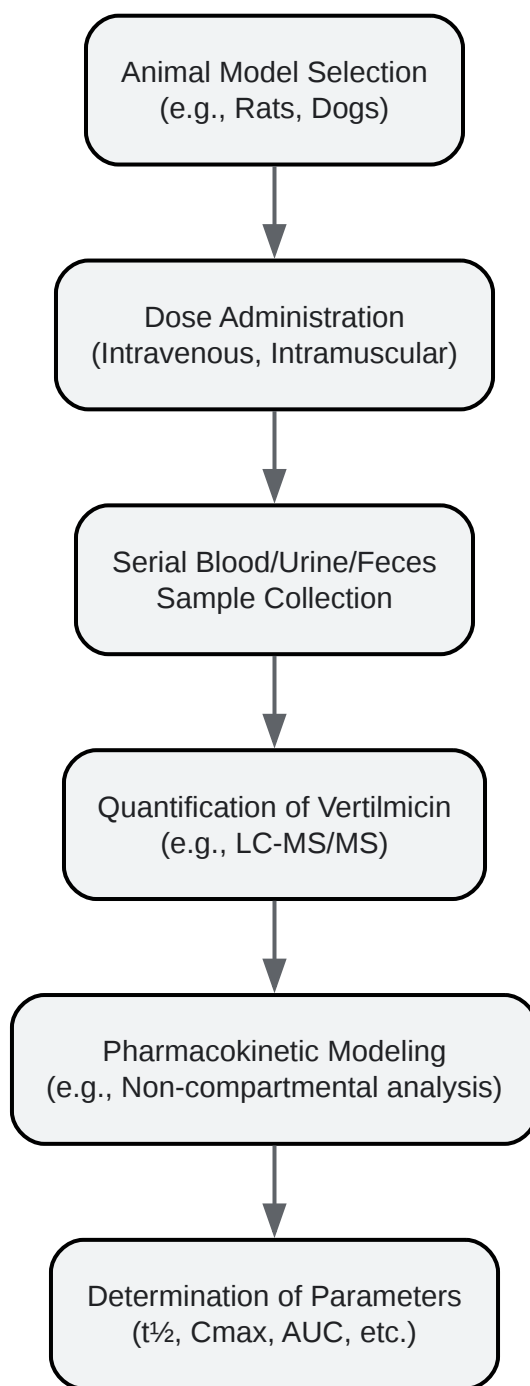 Animal Model Selection
(e.g., Rats, Dogs)
Dose Administration
(Intravenous, Intramuscular)
Serial Blood/Urine/Feces
Sample Collection
Quantification of Vertilmicin
(e.g., LC-MS/MS)
Pharmacokinetic Modeling
(e.g., Non-compartmental analysis)
Determination of Parameters
(t½, Cmax, AUC, etc.)